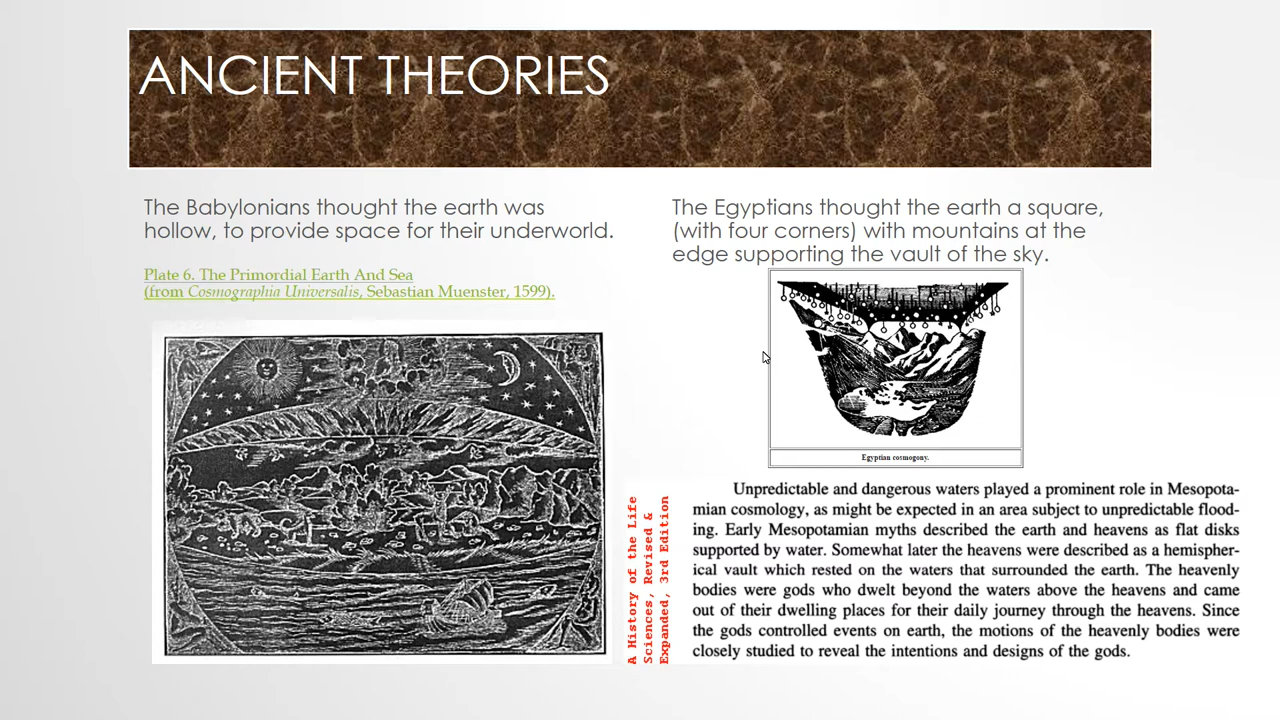 ANCIENT THEORIES
The Babylonians thought the earth was
hollow, to provide space for their underworld.
Plate 6. The Primordial Earth And Sea
(from Cosmographia Universalis, Sebastian Muenster, 1599).
The Egyptians thought the earth a square,
(with four corners) with mountains at the
edge supporting the vault of the sky.
Egyptian cosmogony.
A History of the Life
Sciences, Revised &
Expanded, 3rd Edition
Unpredictable and dangerous waters played a prominent role in Mesopota-
mian cosmology, as might be expected in an area subject to unpredictable flood-
ing. Early Mesopotamian myths described the earth and heavens as flat disks
supported by water. Somewhat later the heavens were described as a hemispher-
ical vault which rested on the waters that surrounded the earth. The heavenly
bodies were gods who dwelt beyond the waters above the heavens and came
out of their dwelling places for their daily journey through the heavens. Since
the gods controlled events on earth, the motions of the heavenly bodies were
closely studied to reveal the intentions and designs of the gods.